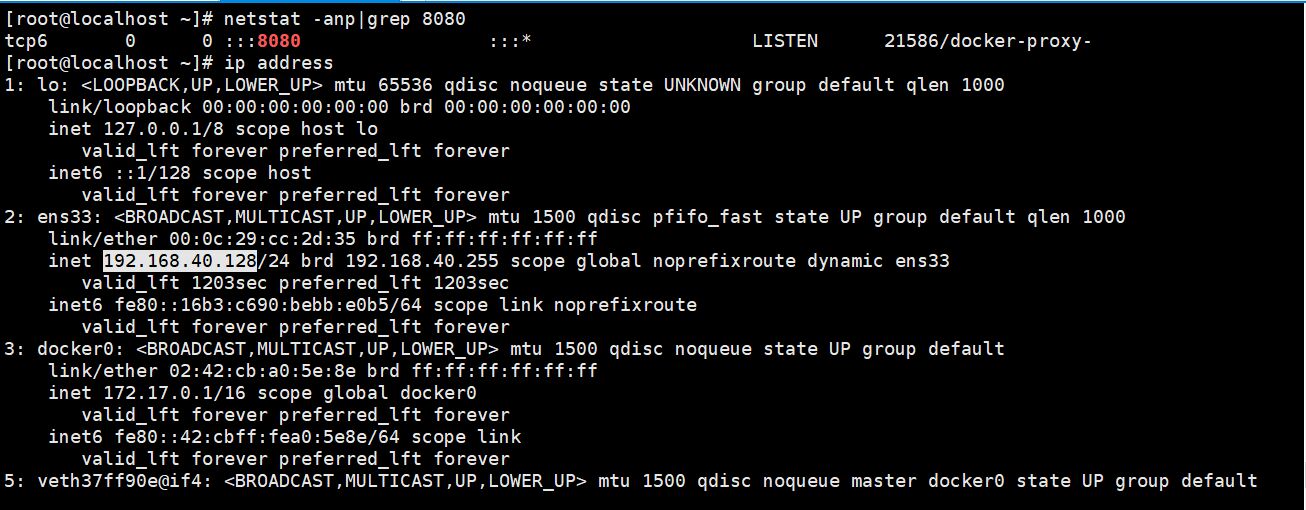 [root@localhost ~]# netstat -anp|grep 8080
tcp6       0      0 :::8080                 :::*                    LISTEN      21586/docker-proxy-
[root@localhost ~]# ip address
1: lo: <LOOPBACK,UP,LOWER_UP> mtu 65536 qdisc noqueue state UNKNOWN group default qlen 1000
    link/loopback 00:00:00:00:00:00 brd 00:00:00:00:00:00
    inet 127.0.0.1/8 scope host lo
       valid_lft forever preferred_lft forever
    inet6 ::1/128 scope host
       valid_lft forever preferred_lft forever
2: ens33: <BROADCAST,MULTICAST,UP,LOWER_UP> mtu 1500 qdisc pfifo_fast state UP group default qlen 1000
    link/ether 00:0c:29:cc:2d:35 brd ff:ff:ff:ff:ff:ff
    inet 192.168.40.128/24 brd 192.168.40.255 scope global noprefixroute dynamic ens33
       valid_lft 1203sec preferred_lft 1203sec
    inet6 fe80::16b3:c690:bebb:e0b5/64 scope link noprefixroute
       valid_lft forever preferred_lft forever
3: docker0: <BROADCAST,MULTICAST,UP,LOWER_UP> mtu 1500 qdisc noqueue state UP group default
    link/ether 02:42:cb:a0:5e:8e brd ff:ff:ff:ff:ff:ff
    inet 172.17.0.1/16 scope global docker0
       valid_lft forever preferred_lft forever
    inet6 fe80::42:cbff:fea0:5e8e/64 scope link
       valid_lft forever preferred_lft forever
5: veth37ff90e@if4: <BROADCAST,MULTICAST,UP,LOWER_UP> mtu 1500 qdisc noqueue master docker0 state UP group default